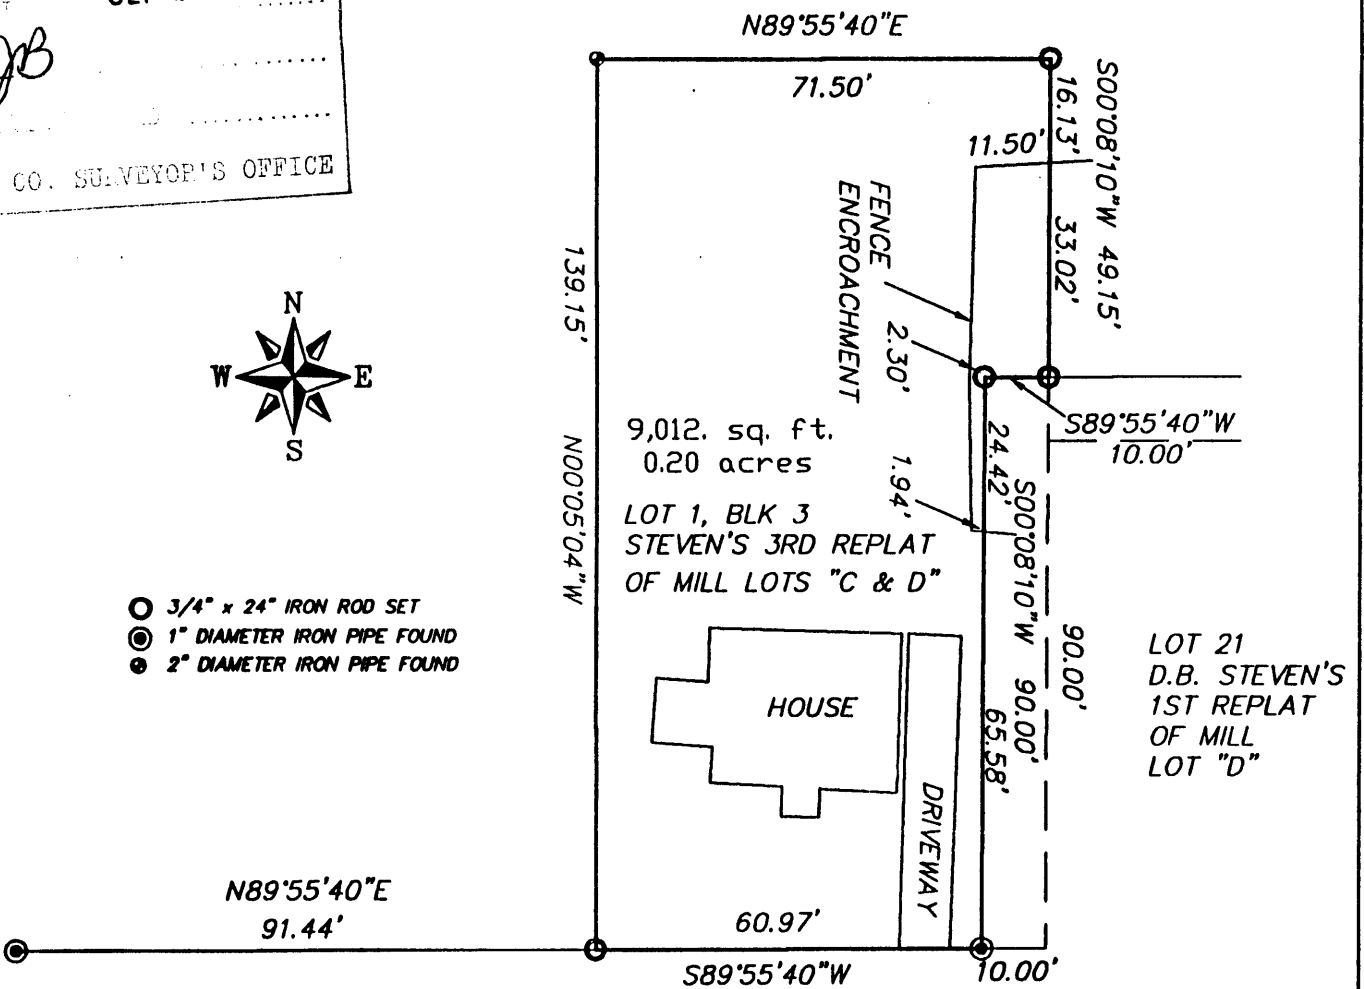 CO. SURVEYOR'S OFFICE
N89°55'40"E
71.50'
16.13'
S00°08'10"W 49.15'
11.50'
33.02'
FENCE
ENCROACHMENT
139.15'
N00°05'04"W
N
W
E
S
2.30'
S89°55'40"W
10.00'
9,012. sq. ft.
0.20 acres
1.94'
24.42'
S00°08'10"W 90.00'
LOT 1, BLK 3
STEVEN'S 3RD REPLAT
OF MILL LOTS "C & D"
3/4" x 24" IRON ROD SET
1" DIAMETER IRON PIPE FOUND
2" DIAMETER IRON PIPE FOUND
90.00'
LOT 21
D.B. STEVEN'S
1ST REPLAT
OF MILL
LOT "D"
HOUSE
65.58'
DRIVEWAY
N89°55'40"E
91.44'
60.97'
S89°55'40"W
10.00'